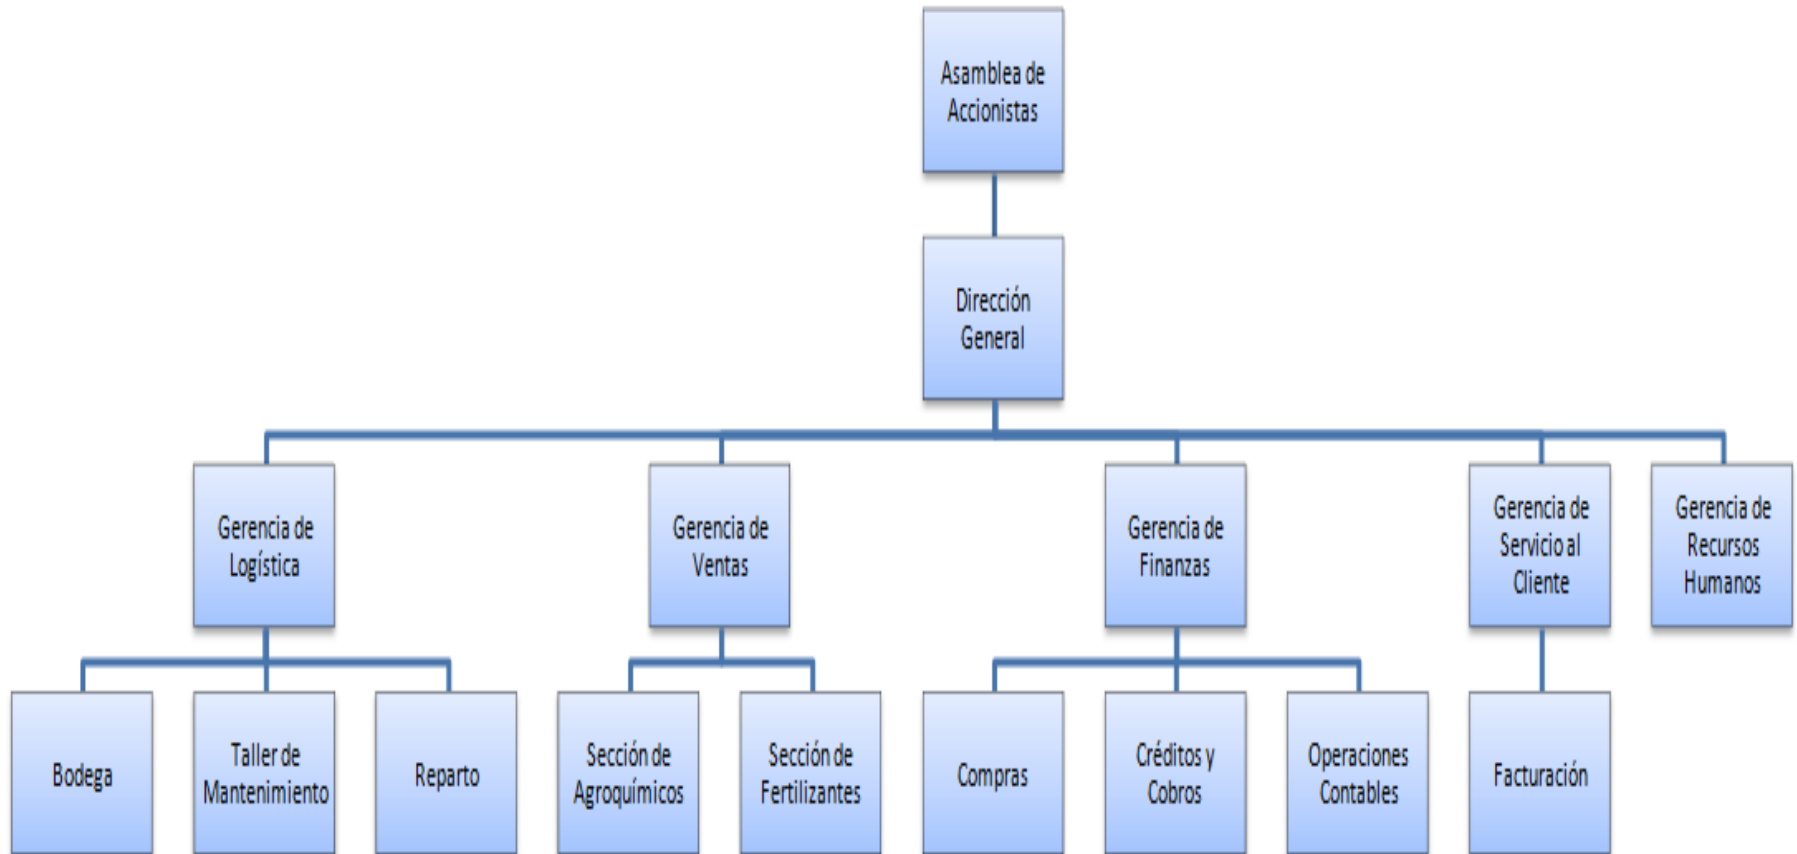 Asamblea de
Accionistas
Dirección
General
Gerencia de
Logística
Gerencia de
Ventas
Gerencia de
Finanzas
Gerencia de
Servicio al
Cliente
Gerencia de
Recursos
Humanos
Bodega
Taller de
Mantenimiento
Reparto
Sección de
Agroquímicos
Sección de
Fertilizantes
Compras
Créditos y
Cobros
Operaciones
Contables
Facturación